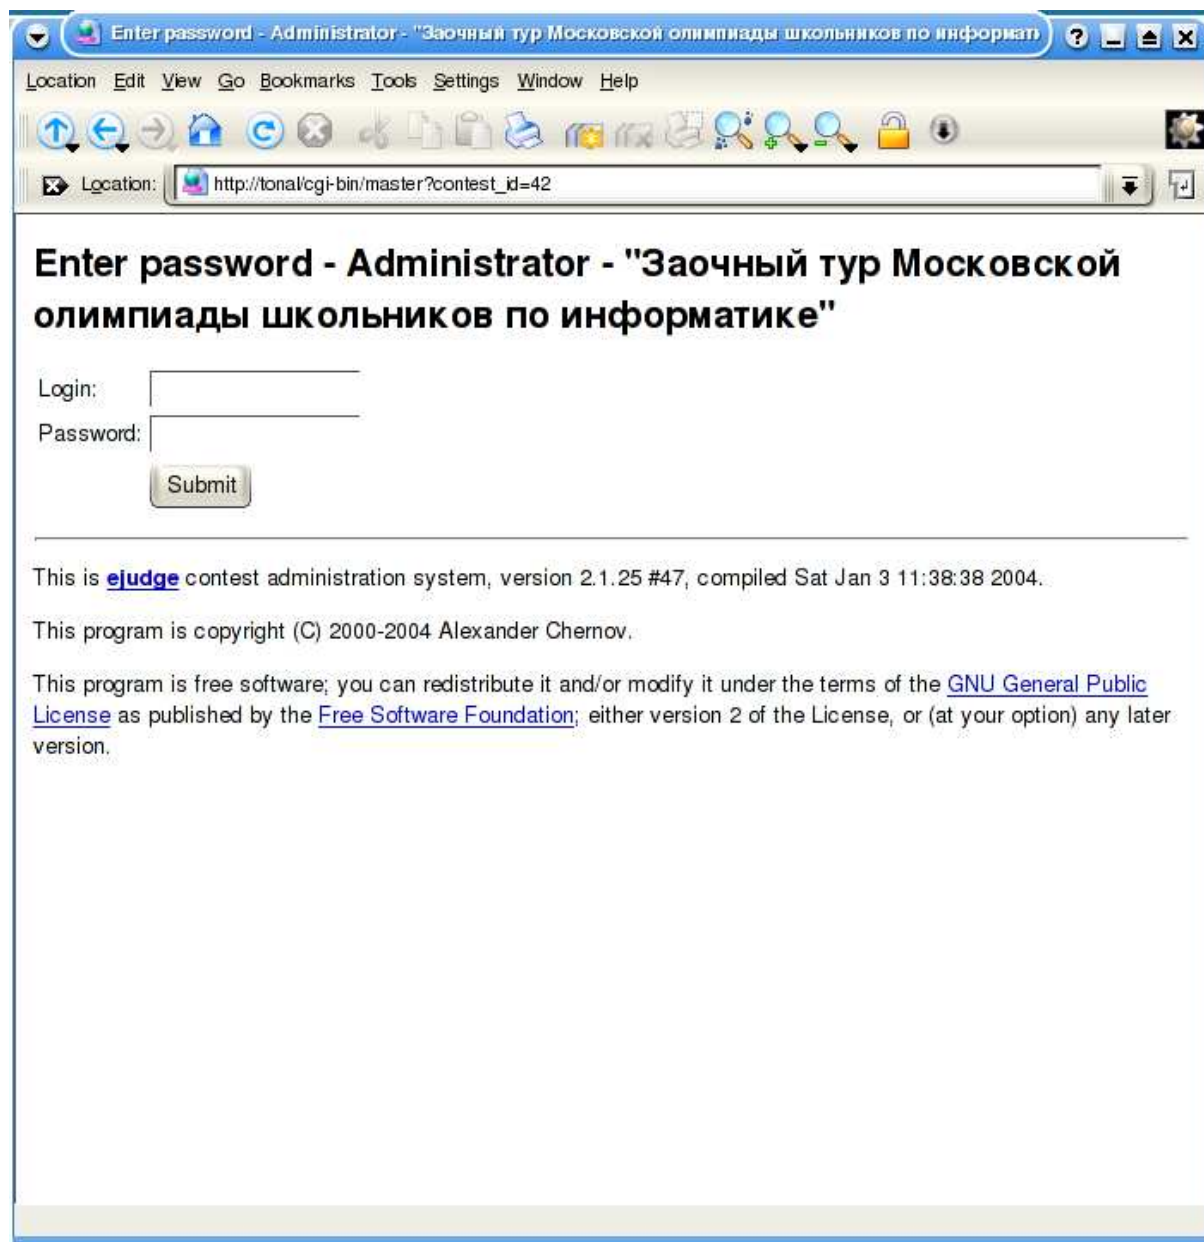 Enter password - Administrator - "Заочный тур Московской олимпиады школьников по информати
Location Edit View Go Bookmarks Tools Settings Window Help
Location: http://tonal/cgi-bin/master?contest_id=42
Enter password - Administrator - "Заочный тур Московской
олимпиады школьников по информатике"
Login:
Password:
Submit
This is ejudge contest administration system, version 2.1.25 #47, compiled Sat Jan 3 11:38:38 2004.
This program is copyright (C) 2000-2004 Alexander Chernov.
This program is free software; you can redistribute it and/or modify it under the terms of the GNU General Public
License as published by the Free Software Foundation; either version 2 of the License, or (at your option) any later
version.